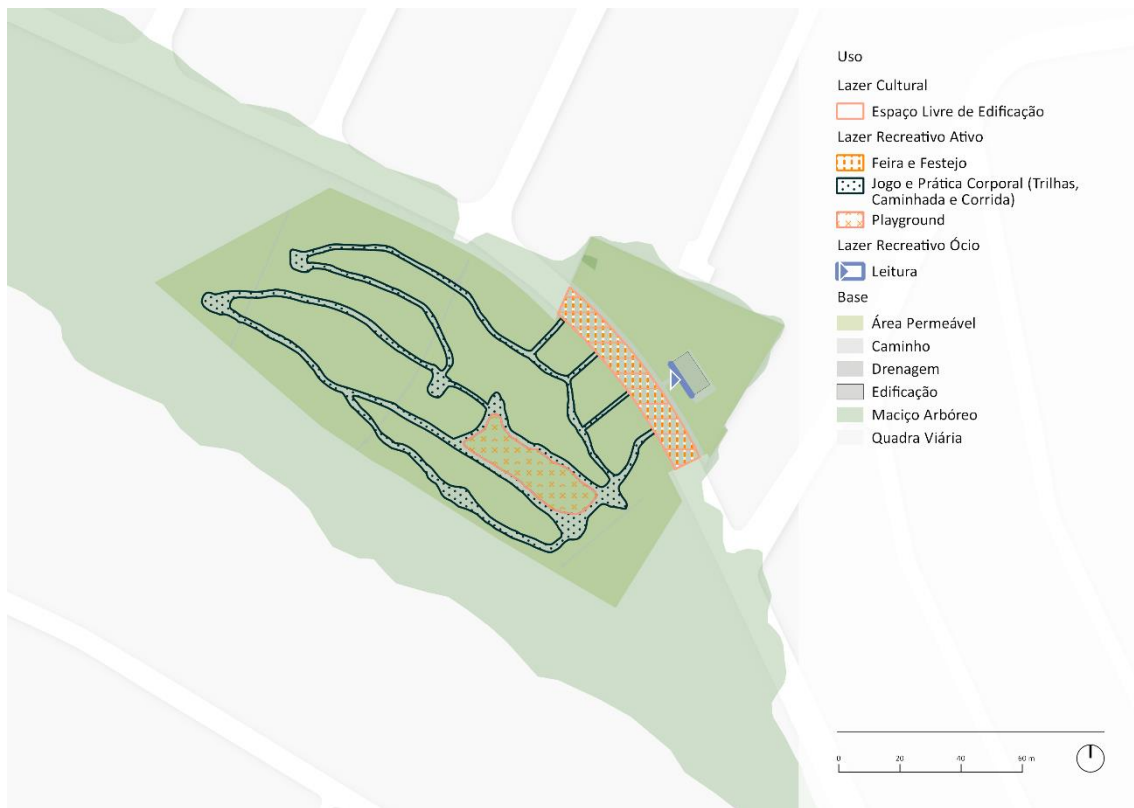 Uso
Lazer Cultural
Espaço Livre de Edificação
Lazer Recreativo Ativo
Feira e Festejo
Jogo e Prática Corporal (Trilhas,
Caminhada e Corrida)
Playground
Lazer Recreativo Ócio
Leitura
Base
Área Permeável
Caminho
Drenagem
Edificação
Maciço Arbóreo
Quadra Viária
0 20 40 60 m